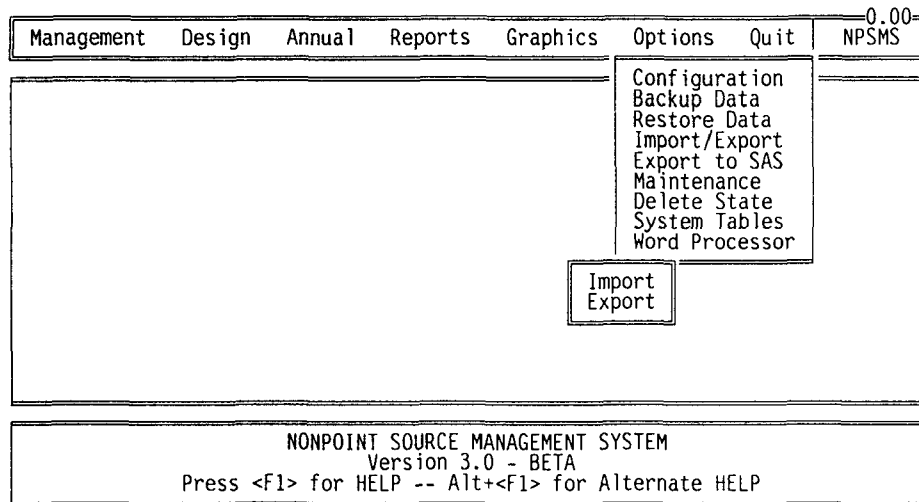 0.00
Management Design Annual Reports Graphics Options Quit NPSMS
Configuration
Backup Data
Restore Data
Import/Export
Export to SAS
Maintenance
Delete State
System Tables
Word Processor
Import
Export
NONPOINT SOURCE MANAGEMENT SYSTEM
Version 3.0 - BETA
Press <F1> for HELP -- Alt+<F1> for Alternate HELP